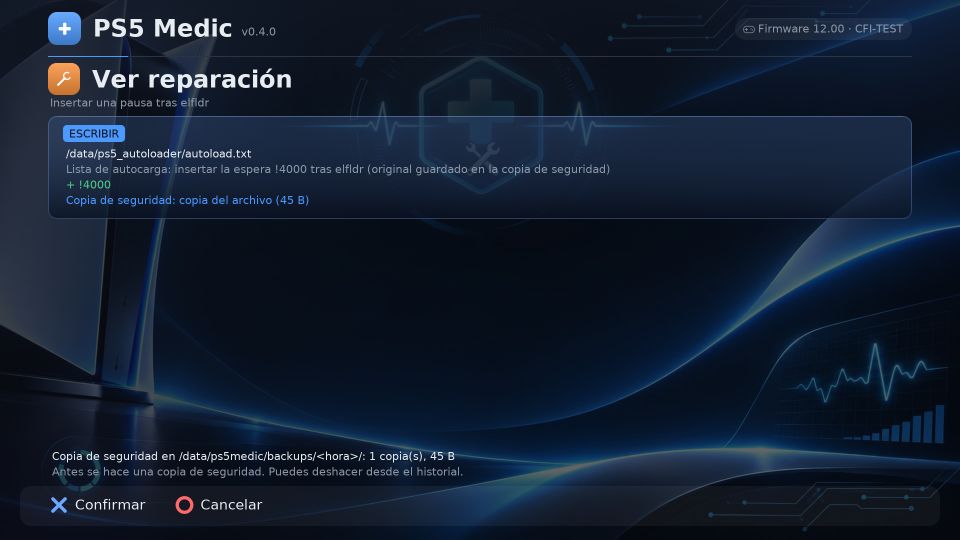 PS5 Medic v0.4.0
Firmware 12.00 · CFI-TEST
Ver reparación
Insertar una pausa tras elfldr
ESCRIBIR
/data/ps5_autoloader/autoload.txt
Lista de autocarga: insertar la espera !4000 tras elfldr (original guardado en la copia de seguridad)
+ !4000
Copia de seguridad: copia del archivo (45 B)
Copia de seguridad en /data/ps5medic/backups/<hora>/: 1 copia(s), 45 B
Antes se hace una copia de seguridad. Puedes deshacer desde el historial.
Confirmar Cancelar